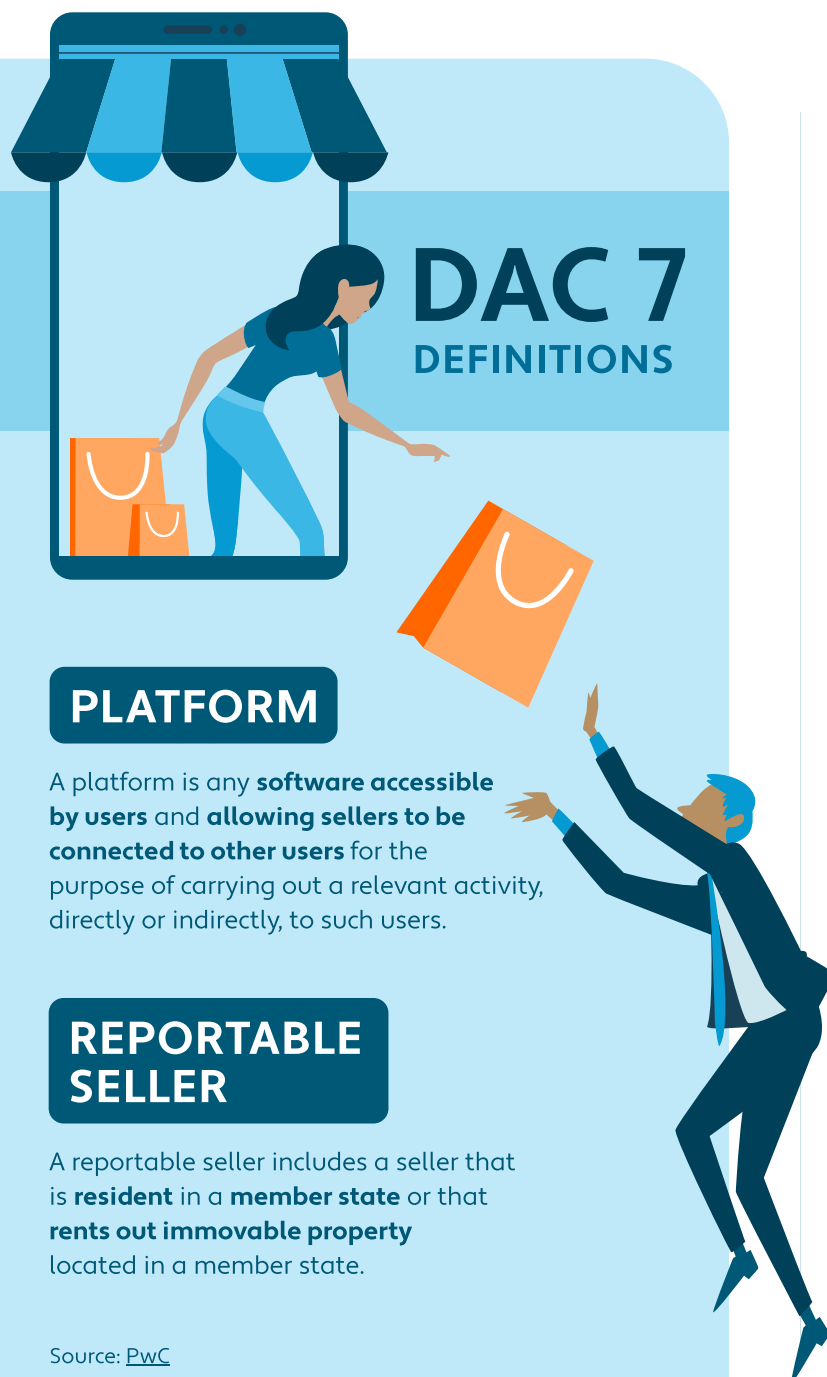 DAC 7
DEFINITIONS
PLATFORM
A platform is any software accessible
by users and allowing sellers to be
connected to other users for the
purpose of carrying out a relevant activity,
directly or indirectly, to such users.
REPORTABLE
SELLER
A reportable seller includes a seller that
is resident in a member state or that
rents out immovable property
located in a member state.
Source: PwC